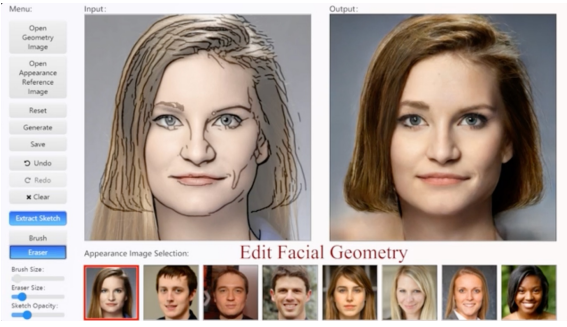 Menu:
Input:
Output:
Open
Geometry
Image
Open
Appearance
Reference
Image
Reset
Generate
Save
Undo
Redo
Clear
Extract Sketch
Brush
Eraser
Brush Size:
Eraser Size:
Sketch Opacity:
Appearance Image Selection:
Edit Facial Geometry